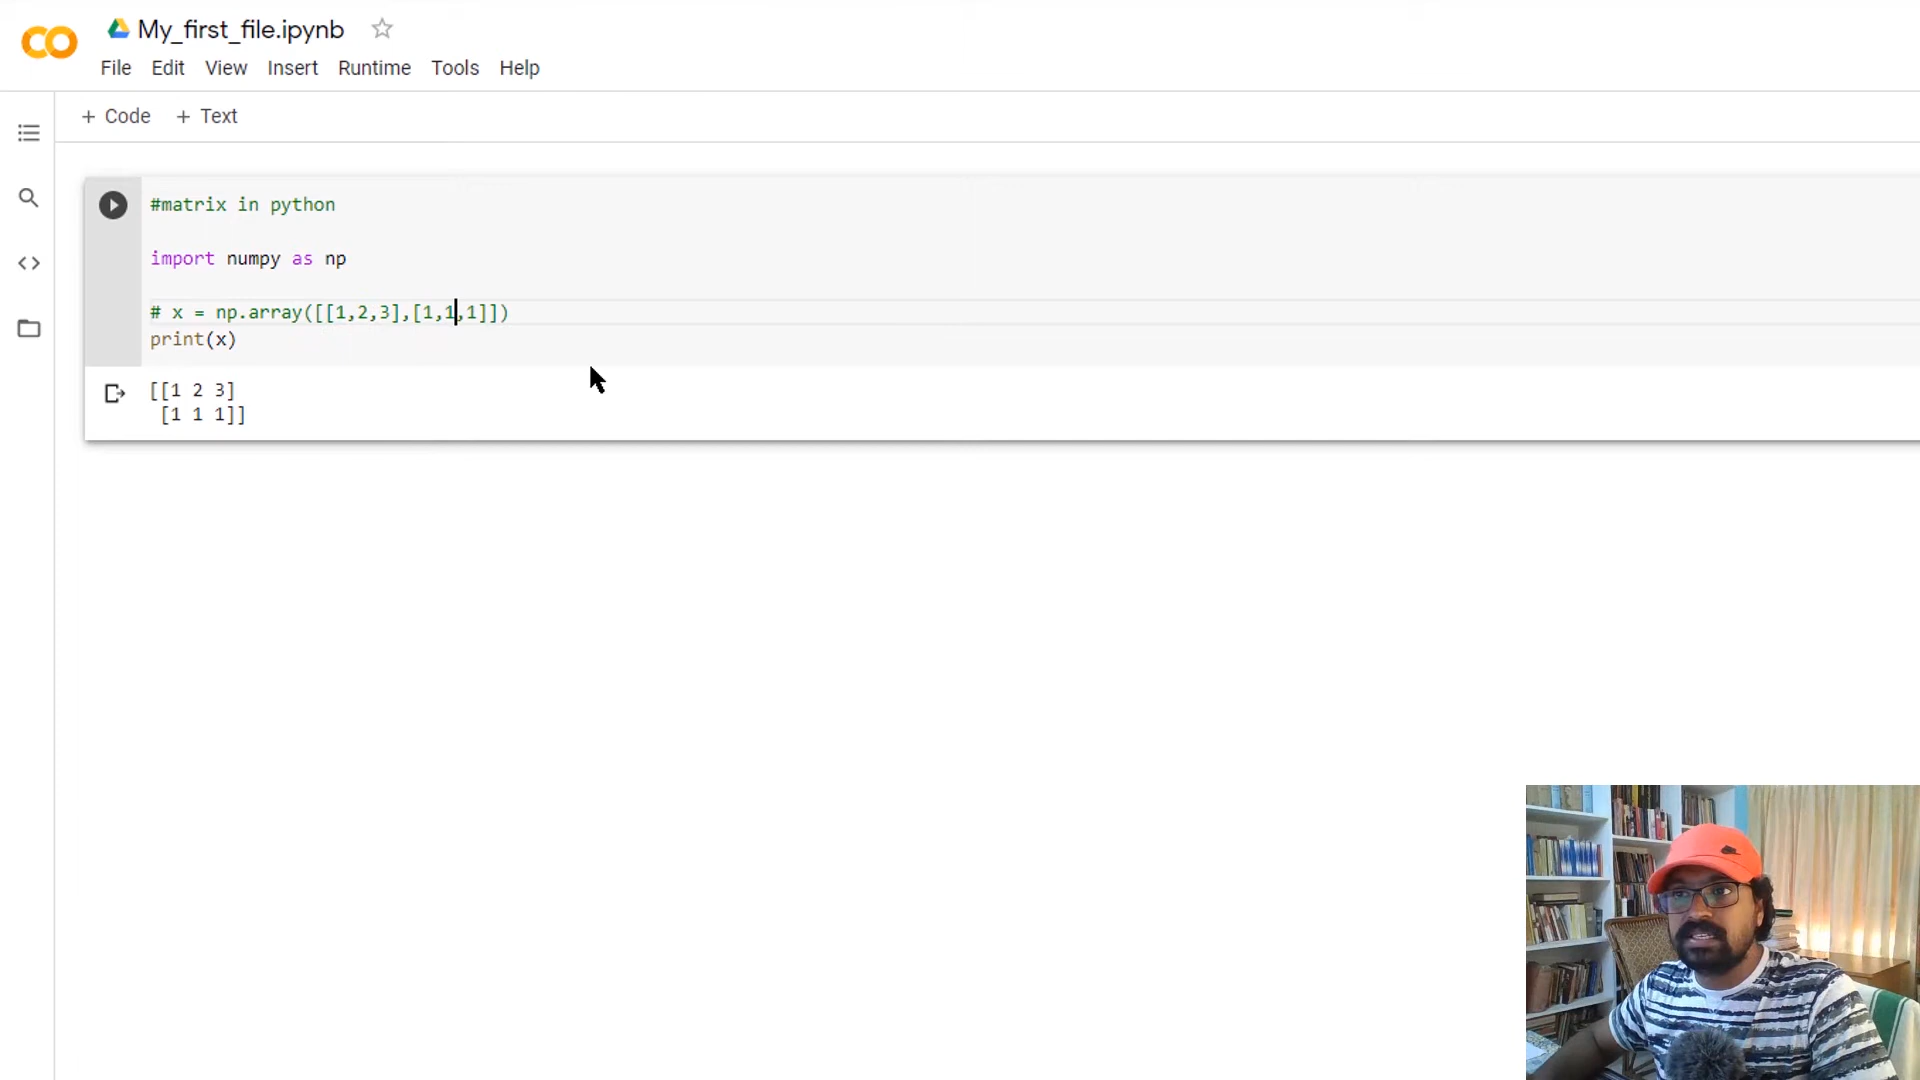 My_first_file.ipynb
File Edit View Insert Runtime Tools Help
+ Code + Text
#matrix in python
import numpy as np
# x = np.array([[1,2,3],[1,1,1]])
print(x)
[[1 2 3]
[1 1 1]]